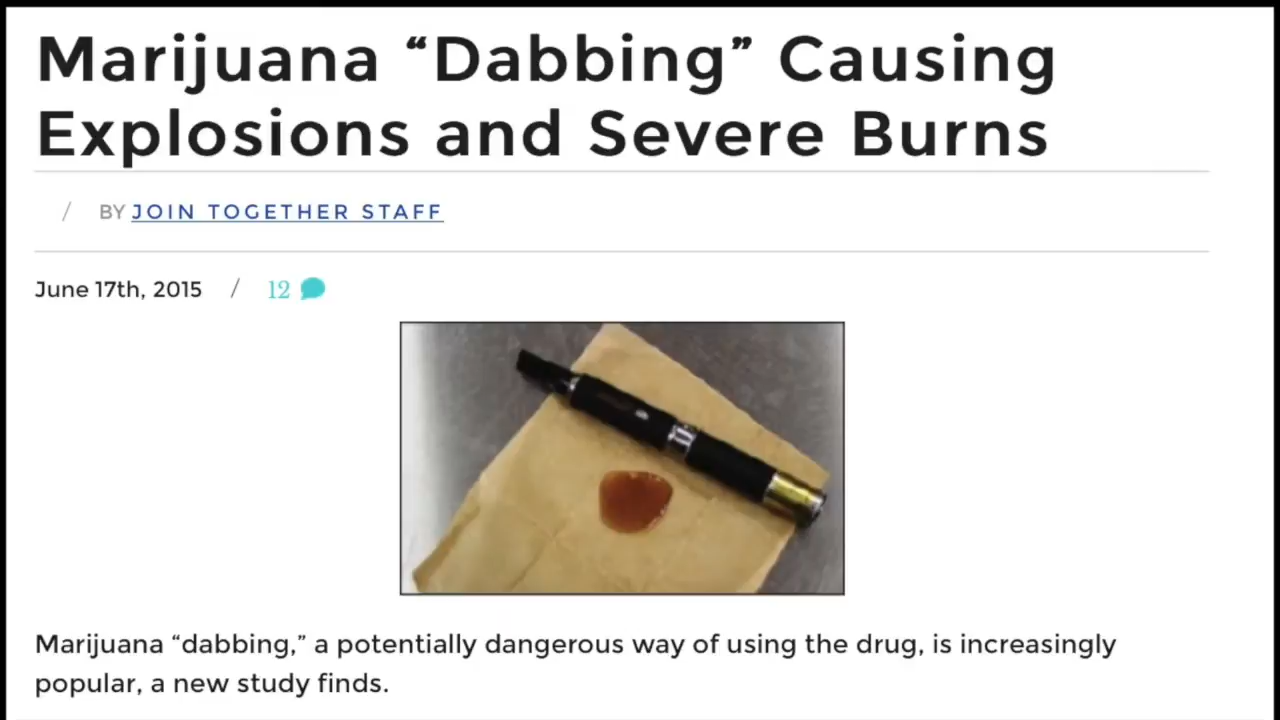 Marijuana “Dabbing” Causing
Explosions and Severe Burns
/ BY JOIN TOGETHER STAFF
June 17th, 2015 / 12
Marijuana “dabbing,” a potentially dangerous way of using the drug, is increasingly
popular, a new study finds.